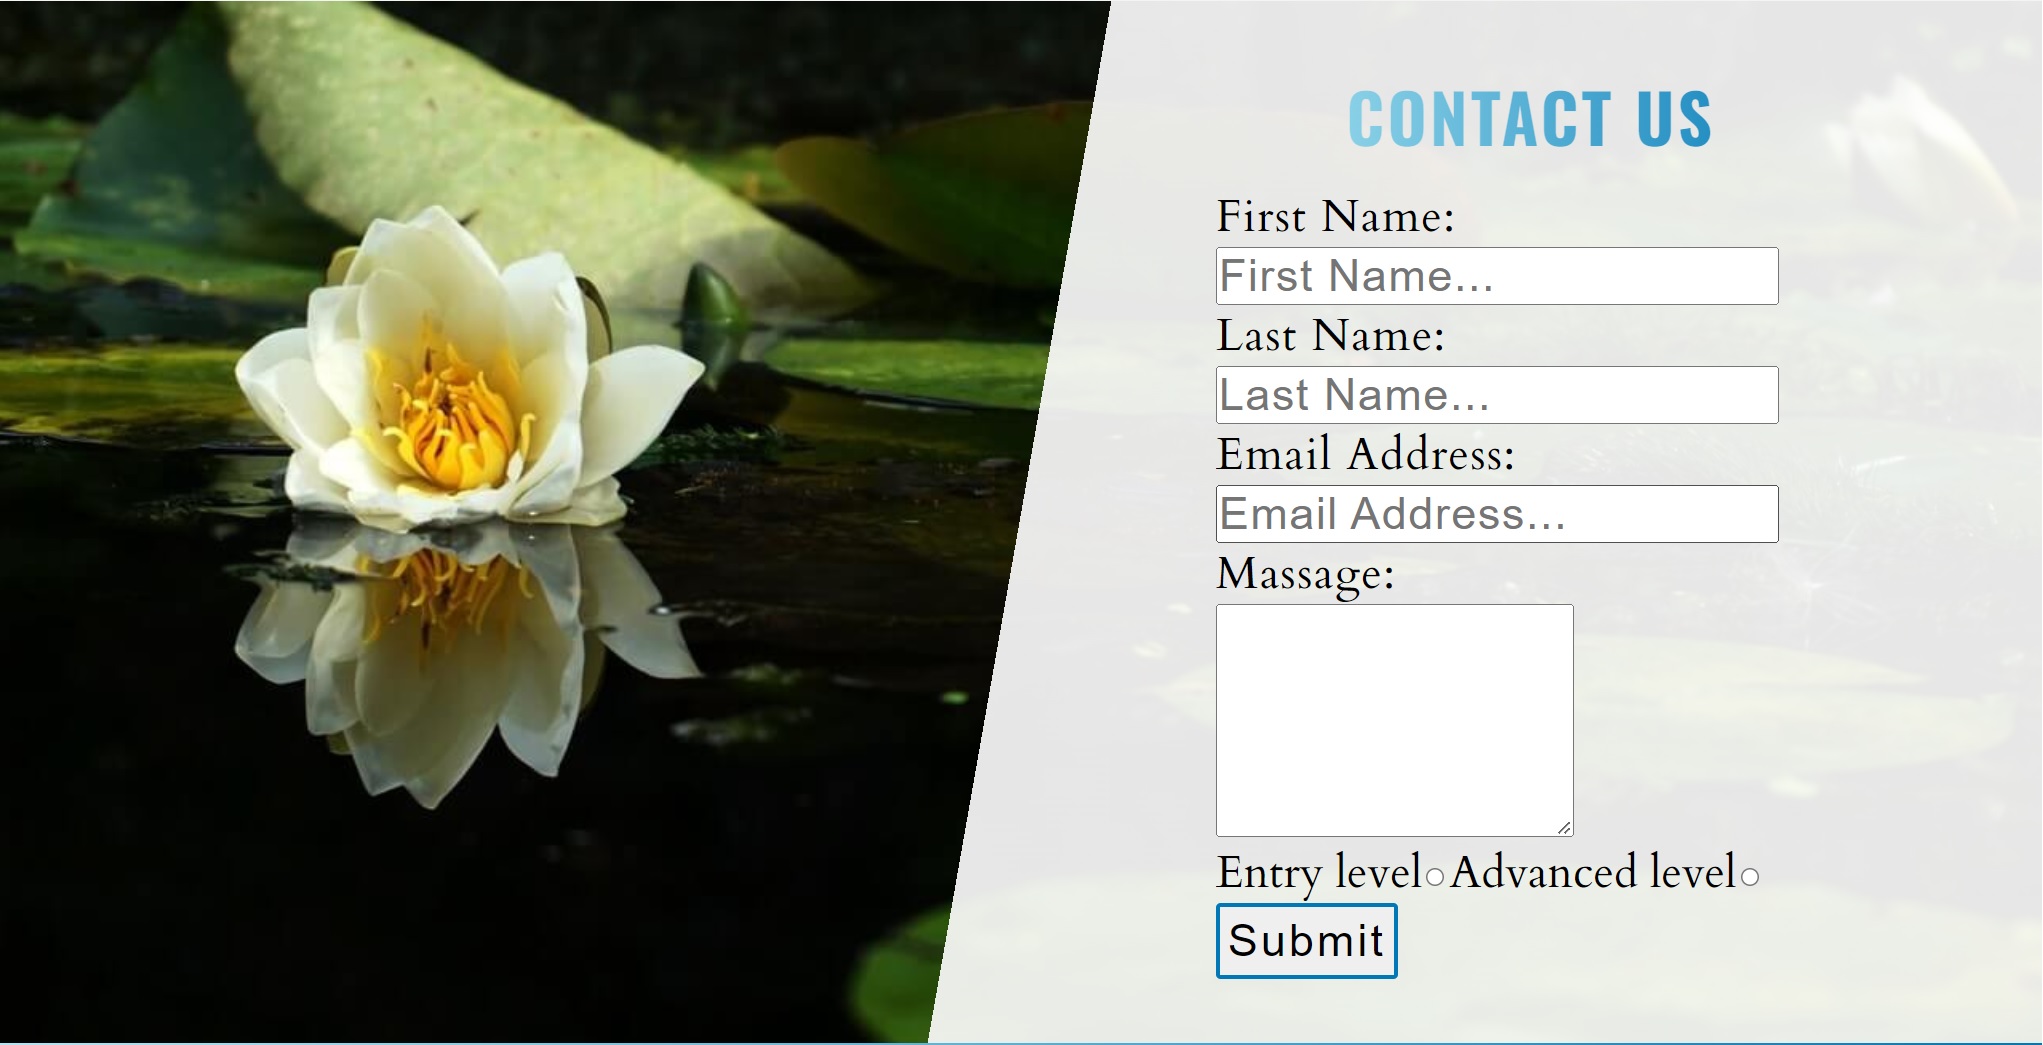 CONTACT US
First Name:
First Name...
Last Name:
Last Name...
Email Address:
Email Address...
Massage:
Entry level Advanced level
Submit